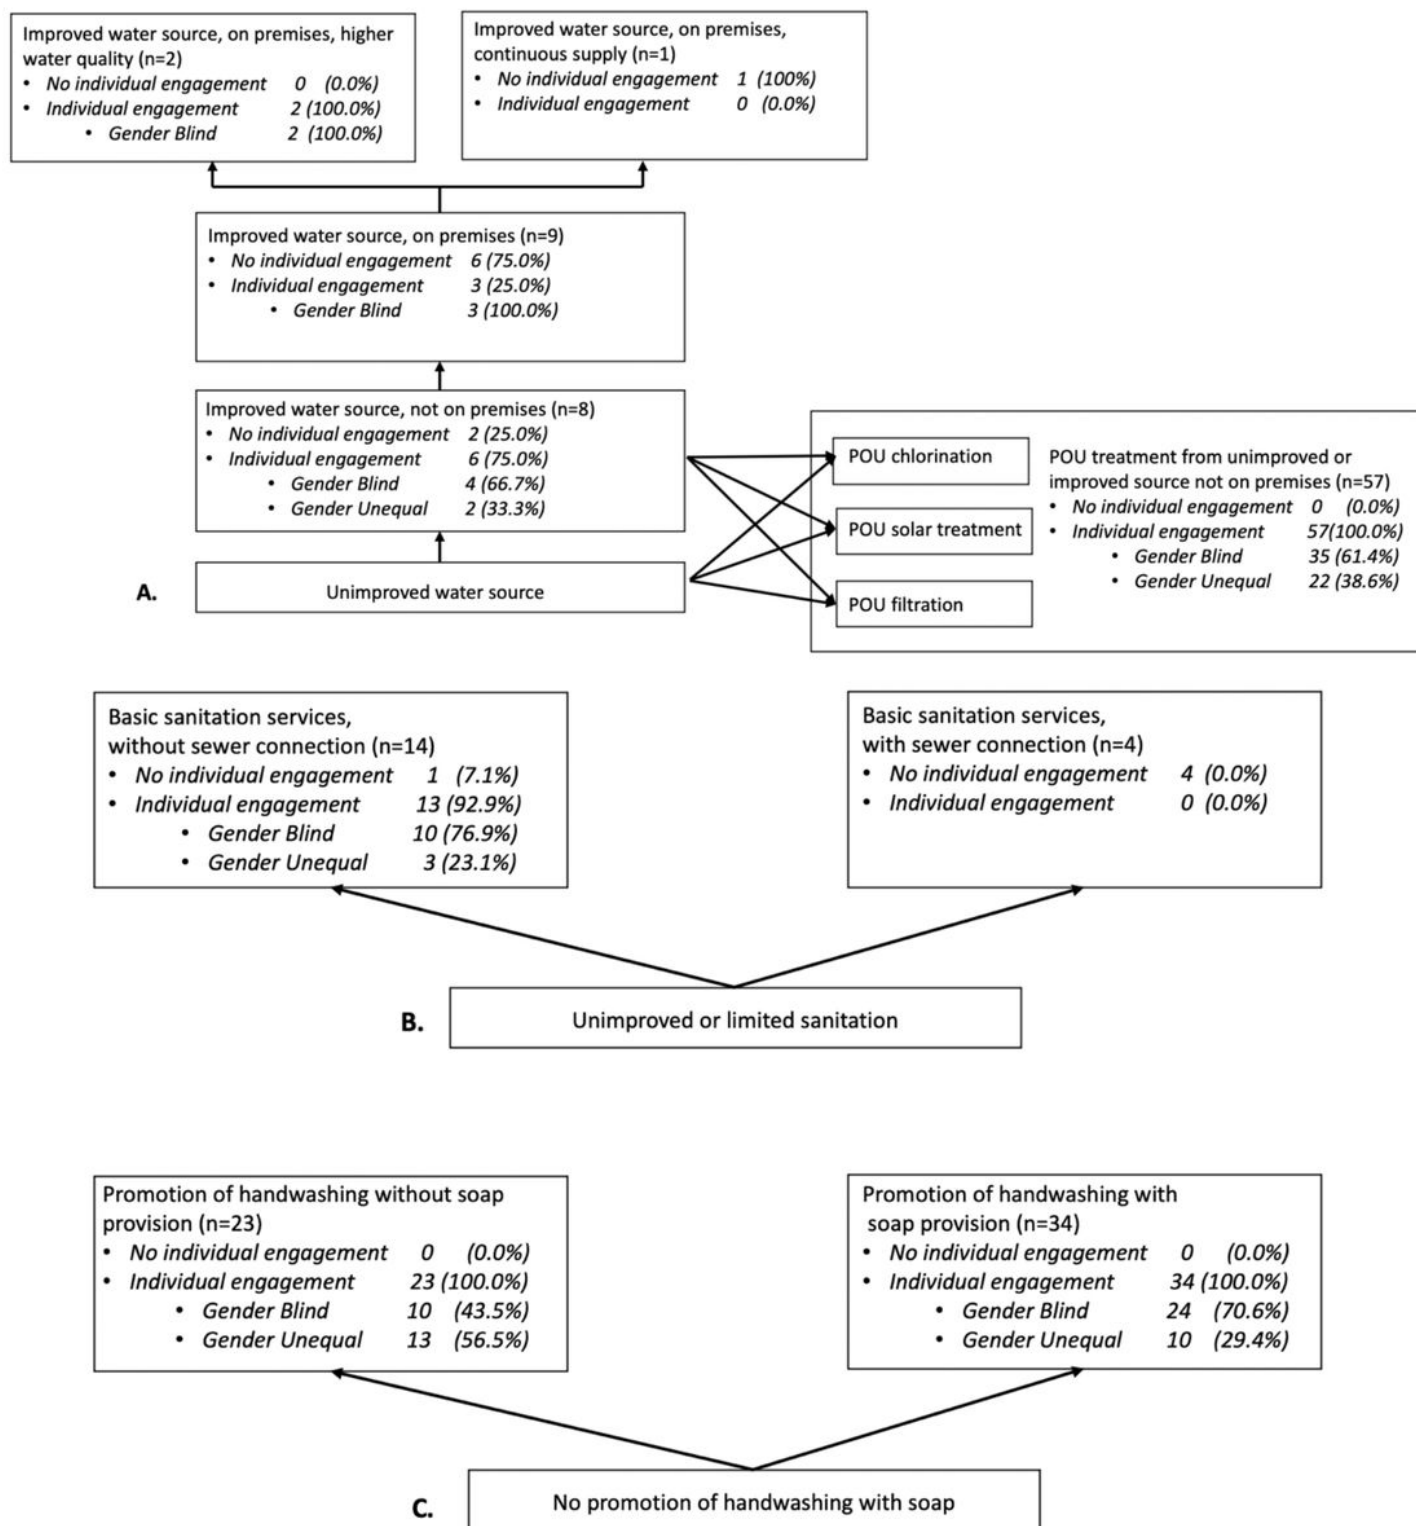 Improved water source, on premises, higher
water quality (n=2)
• No individual engagement 0 (0.0%)
• Individual engagement 2 (100.0%)
• Gender Blind 2 (100.0%)
Improved water source, on premises,
continuous supply (n=1)
• No individual engagement 1 (100%)
• Individual engagement 0 (0.0%)
Improved water source, on premises (n=9)
• No individual engagement 6 (75.0%)
• Individual engagement 3 (25.0%)
• Gender Blind 3 (100.0%)
Improved water source, not on premises (n=8)
• No individual engagement 2 (25.0%)
• Individual engagement 6 (75.0%)
• Gender Blind 4 (66.7%)
• Gender Unequal 2 (33.3%)
POU chlorination
POU solar treatment
POU filtration
POU treatment from unimproved or
improved source not on premises (n=57)
• No individual engagement 0 (0.0%)
• Individual engagement 57(100.0%)
• Gender Blind 35 (61.4%)
• Gender Unequal 22 (38.6%)
A.
Unimproved water source
Basic sanitation services,
without sewer connection (n=14)
• No individual engagement 1 (7.1%)
• Individual engagement 13 (92.9%)
• Gender Blind 10 (76.9%)
• Gender Unequal 3 (23.1%)
Basic sanitation services,
with sewer connection (n=4)
• No individual engagement 4 (0.0%)
• Individual engagement 0 (0.0%)
B.
Unimproved or limited sanitation
Promotion of handwashing without soap
provision (n=23)
• No individual engagement 0 (0.0%)
• Individual engagement 23 (100.0%)
• Gender Blind 10 (43.5%)
• Gender Unequal 13 (56.5%)
Promotion of handwashing with
soap provision (n=34)
• No individual engagement 0 (0.0%)
• Individual engagement 34 (100.0%)
• Gender Blind 24 (70.6%)
• Gender Unequal 10 (29.4%)
C.
No promotion of handwashing with soap